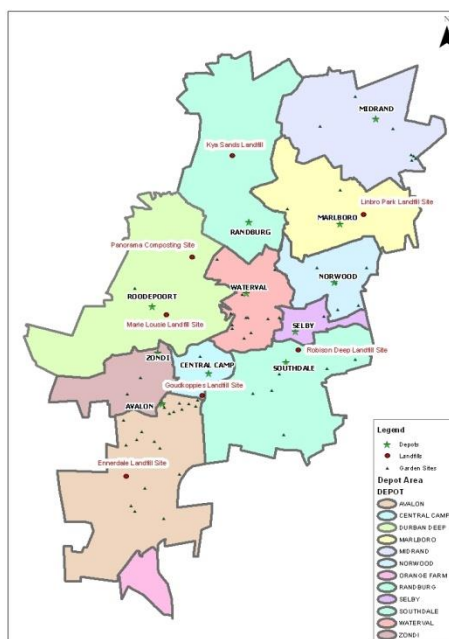 N
MIDRAND
Kya Sands Landfill
Linbro Park Landfill Site
MARLBORO
RANDBURG
Panorama Composting Site
NORWOOD
WATERVAL
ROODEPOORT
Marie Lousie Landfill Site
SELBY
Robison Deep Landfill Site
ZONDI
CENTRAL CAMP
SOUTHDALE
Goudkoppies Landfill Site
AVALON
Ennerdale Landfill Site
Legend
Depots
Landfills
Garden Sites
Depot Area
DEPOT
AVALON
CENTRAL CAMP
DURBAN DEEP
MARLBORO
MIDRAND
NORWOOD
ORANGE FARM
RANDBURG
SELBY
SOUTHDALE
WATERVAL
ZONDI